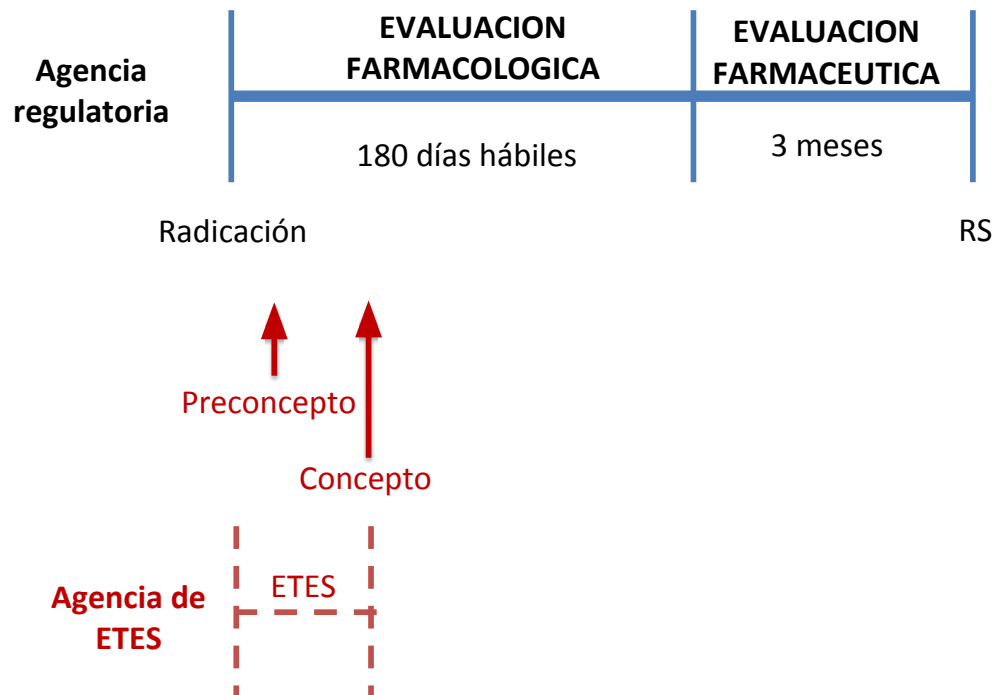 EVALUACION
FARMACOLOGICA
EVALUACION
FARMACEUTICA
Agencia
regulatoria
180 días hábiles
3 meses
Radicación
RS
Preconcepto
Concepto
ETES
Agencia de
ETES